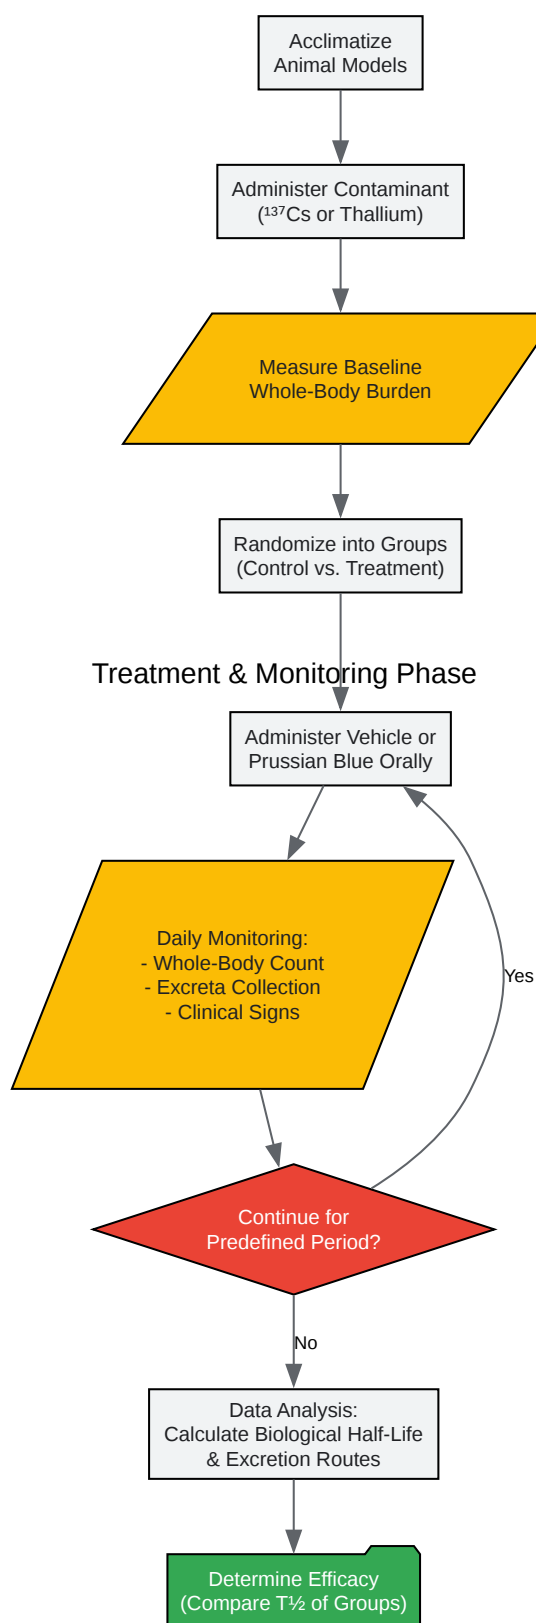 Acclimatize
Animal Models
Administer Contaminant
(¹³⁷Cs or Thallium)
Measure Baseline
Whole-Body Burden
Randomize into Groups
(Control vs. Treatment)
Treatment & Monitoring Phase
Administer Vehicle or
Prussian Blue Orally
Daily Monitoring:
- Whole-Body Count
- Excreta Collection
- Clinical Signs
Yes
Continue for
Predefined Period?
No
Data Analysis:
Calculate Biological Half-Life
& Excretion Routes
Determine Efficacy
(Compare T½ of Groups)